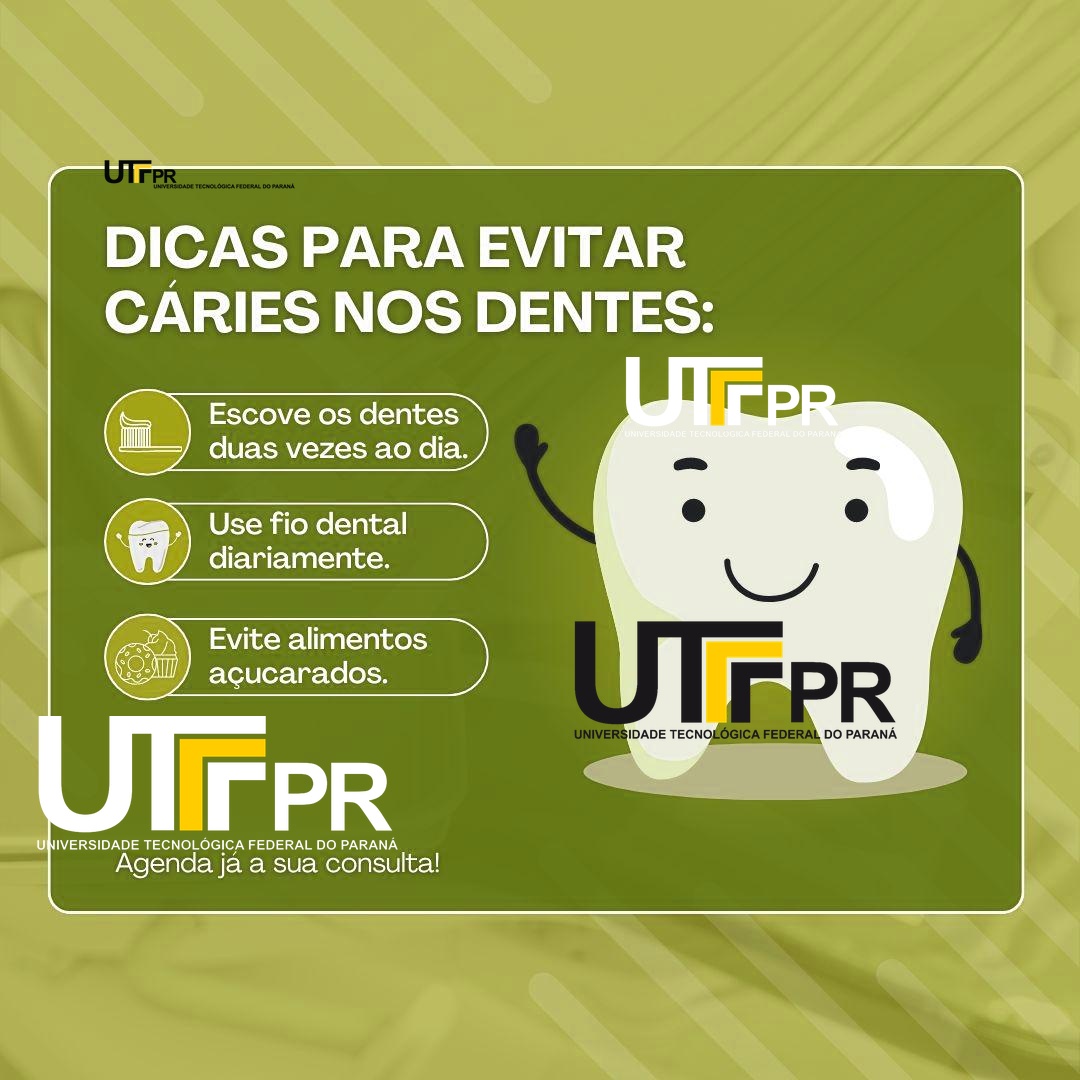 UTFPR
UNIVERSIDADE TECNOLÓGICA FEDERAL DO PARANÁ
DICAS PARA EVITAR
CÁRIES NOS DENTES:
UTFPR
UNIVERSIDADE TECNOLÓGICA FEDERAL DO PARANÁ
Escove os dentes
duas vezes ao dia.
Use fio dental
diariamente.
Evite alimentos
açucarados.
UTFPR
UNIVERSIDADE TECNOLÓGICA FEDERAL DO PARANÁ
UTFPR
UNIVERSIDADE TECNOLÓGICA FEDERAL DO PARANÁ
Agenda já a sua consulta!